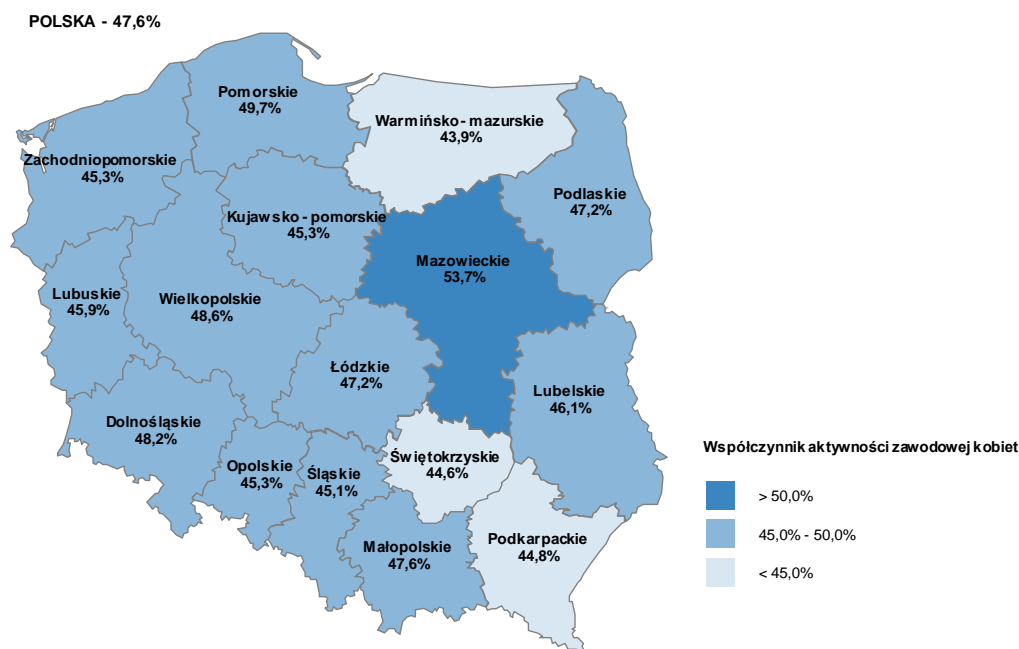 POLSKA - 47,6%
Pomorskie
49,7%
Warmińsko - mazurskie
43,9%
Zachodniopomorskie
45,3%
Podlaskie
47,2%
Kujawsko - pomorskie
45,3%
Mazowieckie
53,7%
Lubuskie
45,9%
Wielkopolskie
48,6%
Łódzkie
47,2%
Lubelskie
46,1%
Dolnośląskie
48,2%
Opolskie
45,3%
Śląskie
45,1%
Świętokrzyskie
44,6%
Małopolskie
47,6%
Podkarpackie
44,8%
Współczynnik aktywności zawodowej kobiet
> 50,0%
45,0% - 50,0%
< 45,0%